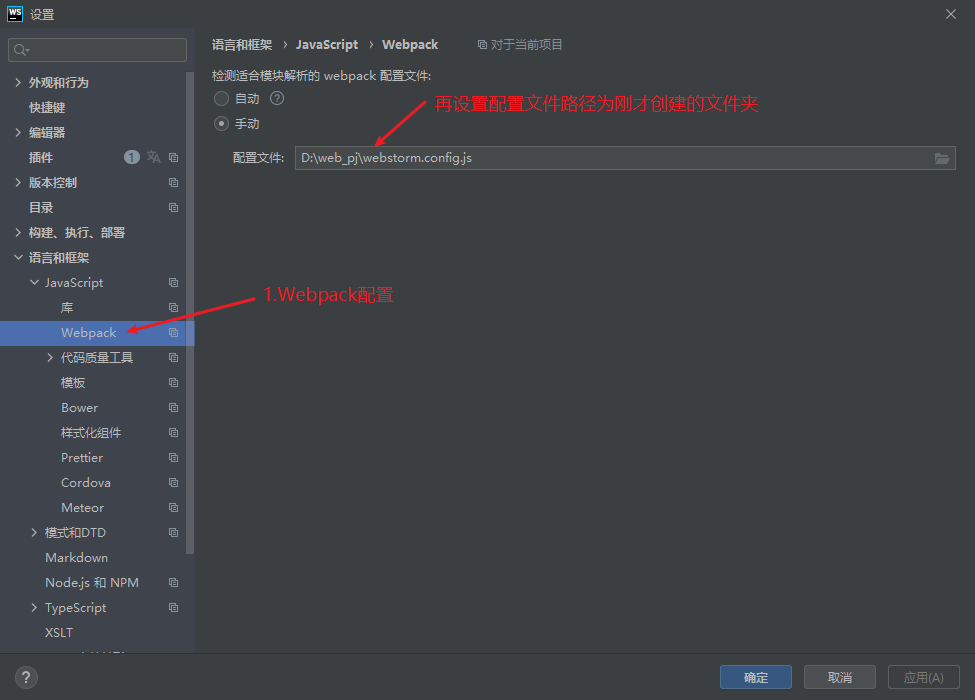 WS 设置
语言和框架 › JavaScript › Webpack 对于当前项目
检测适合模块解析的 webpack 配置文件:
自动 ?
手动
再设置配置文件路径为刚才创建的文件夹
配置文件: D:\web_pj\webstorm.config.js
外观和行为
快捷键
编辑器
插件 1
版本控制
目录
构建、执行、部署
语言和框架
JavaScript
库
Webpack
1.Webpack配置
代码质量工具
模板
Bower
样式化组件
Prettier
Cordova
Meteor
模式和DTD
Markdown
Node.js 和 NPM
TypeScript
XSLT
? 确定 取消 应用(A)